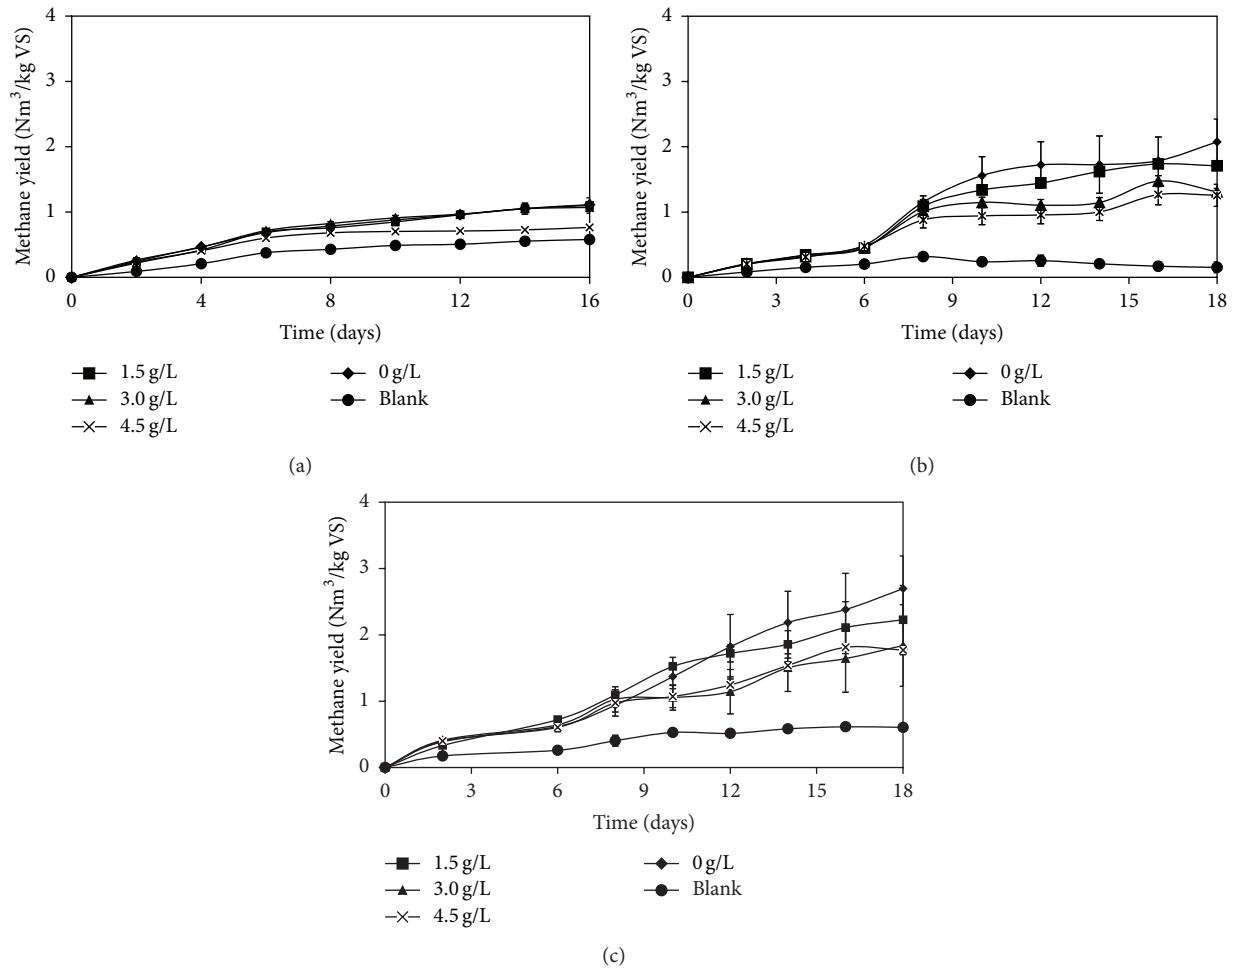 4
3
2
1
0
Methane yield (Nm³/kg VS)
0 4 8 12 16
Time (days)
1.5 g/L 0 g/L
3.0 g/L Blank
4.5 g/L
(a)
4
3
2
1
0
Methane yield (Nm³/kg VS)
0 3 6 9 12 15 18
Time (days)
1.5 g/L 0 g/L
3.0 g/L Blank
4.5 g/L
(b)
4
3
2
1
0
Methane yield (Nm³/kg VS)
0 3 6 9 12 15 18
Time (days)
1.5 g/L 0 g/L
3.0 g/L Blank
4.5 g/L
(c)